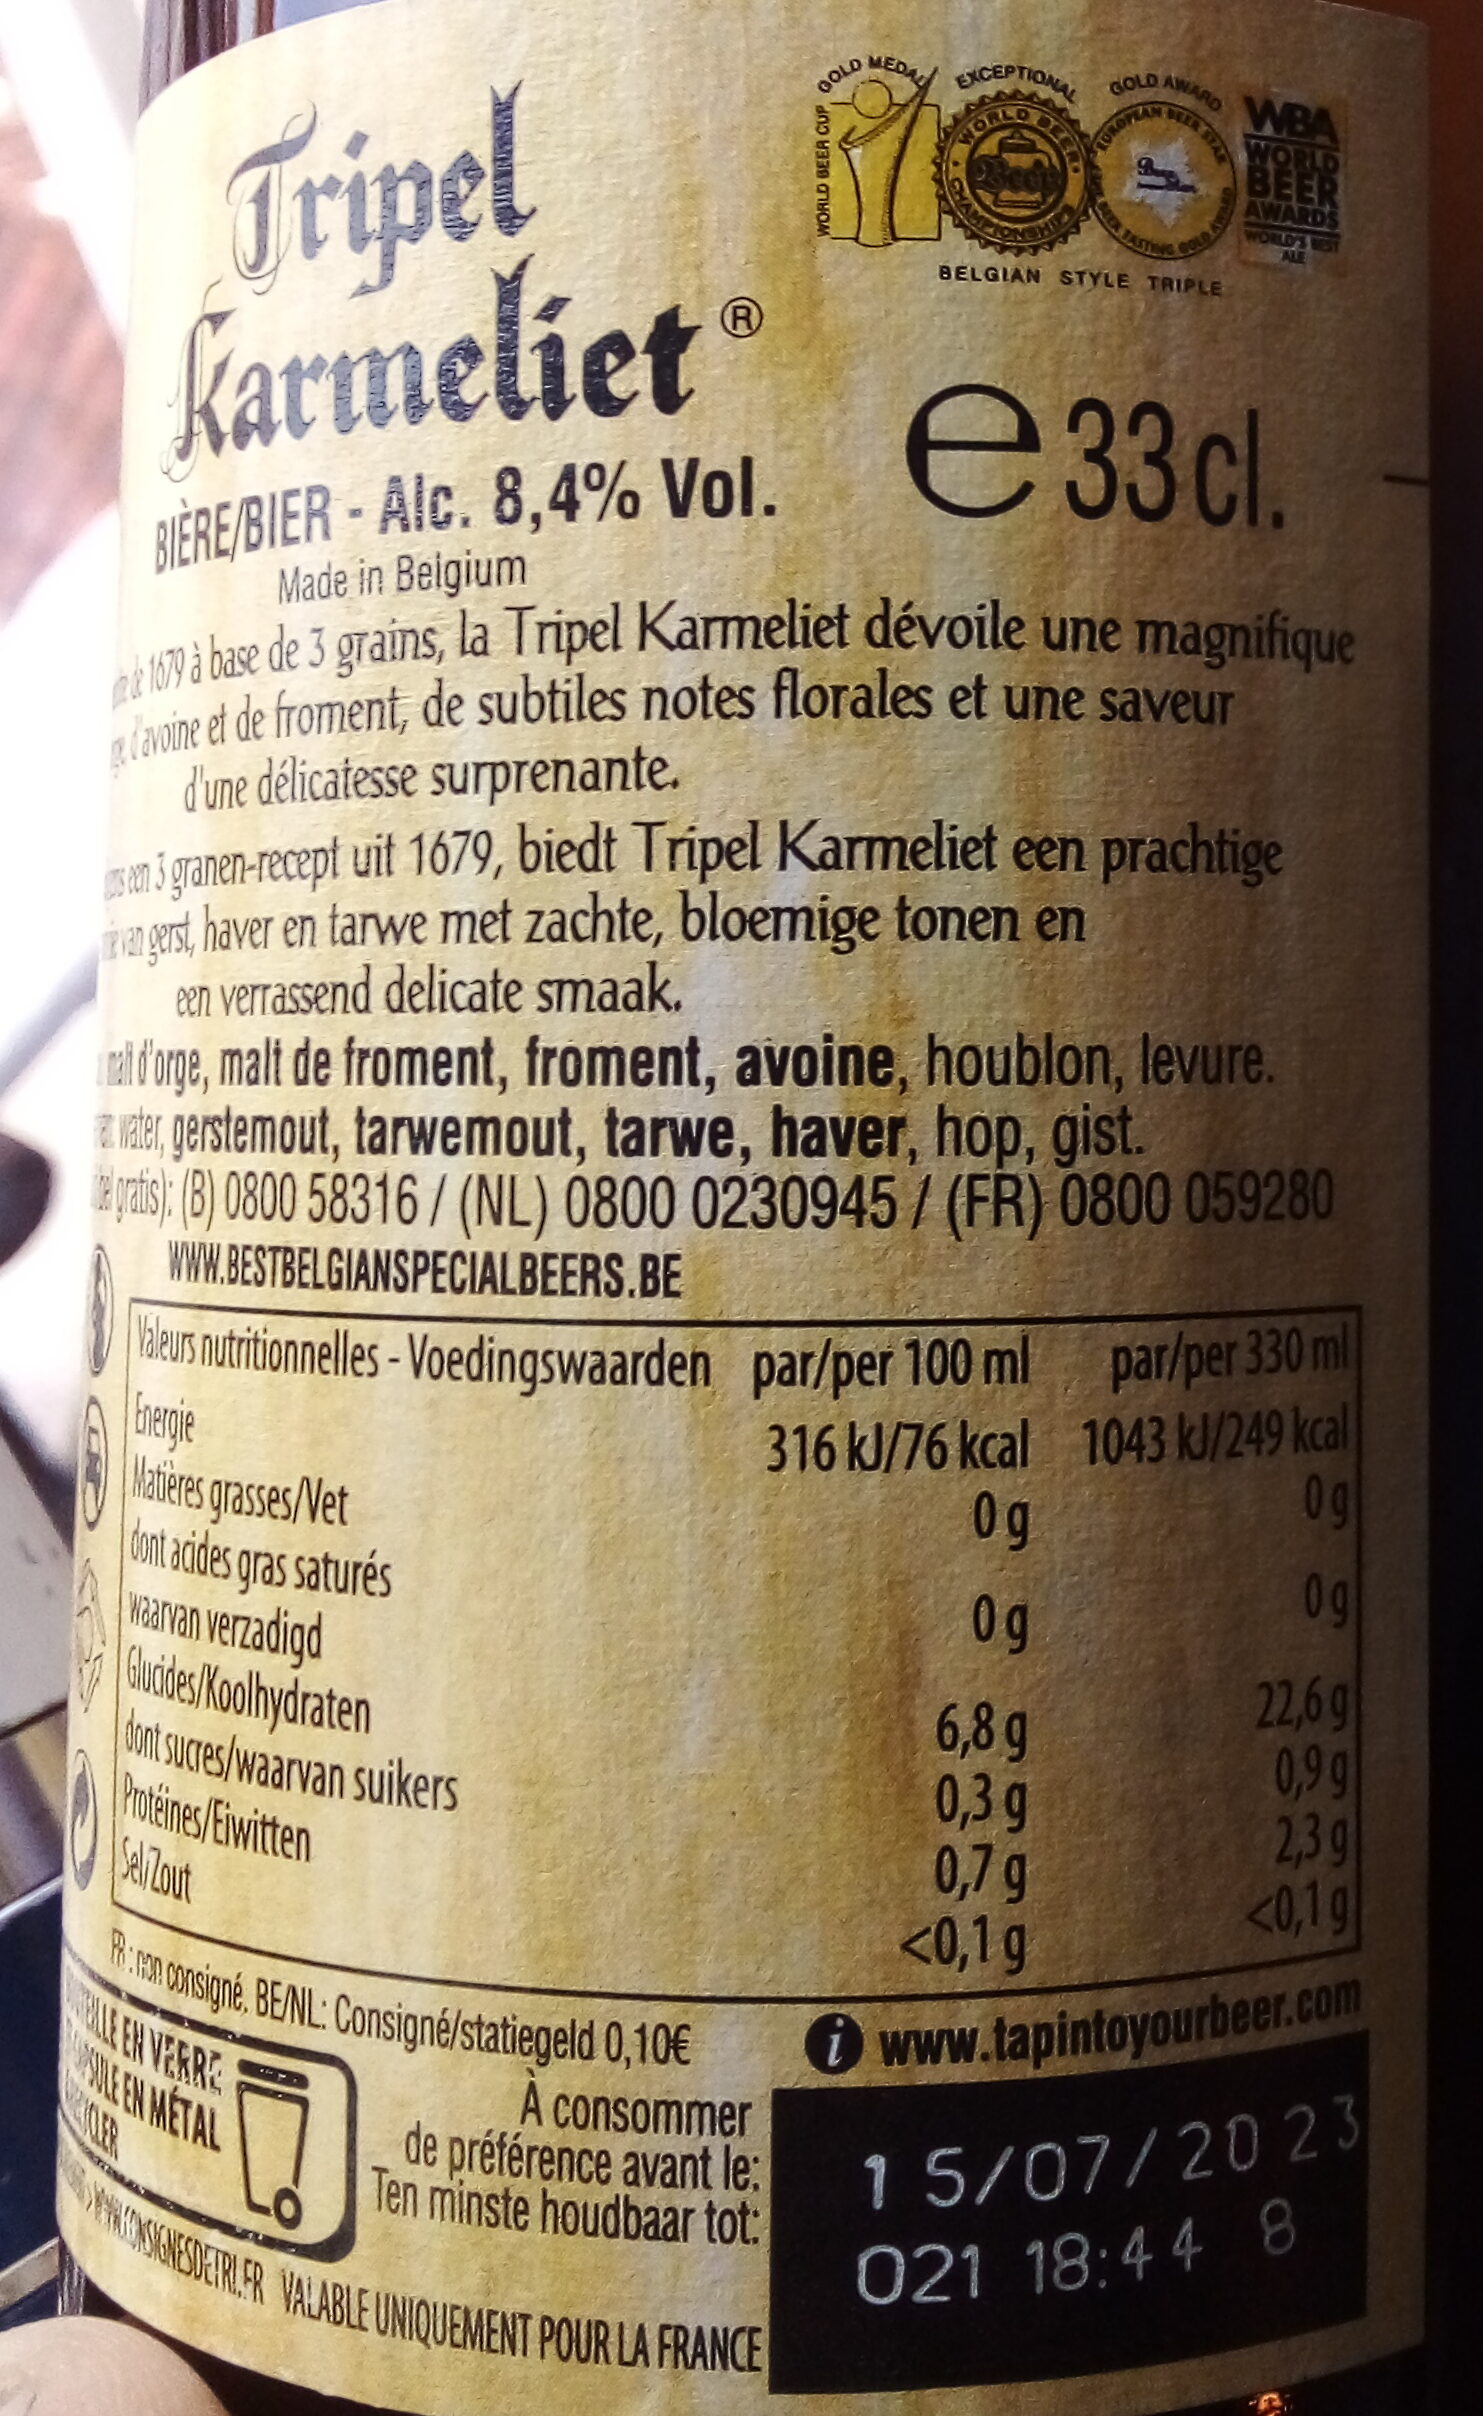 Tripel
Karmeliet®
GOLD MEDAL
WORLD BEER CUP
EXCEPTIONAL
WORLD BEER
CHAMPIONSHIPS
GOLD AWARD
EUROPEAN BEER STAR
WBA
WORLD
BEER
AWARDS
WORLD'S BEST
ALE
BELGIAN STYLE TRIPLE
BIÈRE/BIER - Alc. 8,4% Vol.
e 33 cl.
Made in Belgium
de 1679 à base de 3 grains, la Tripel Karmeliet dévoile une magnifique
d'avoine et de froment, de subtiles notes florales et une saveur
d'une délicatesse surprenante.
een 3 granen-recept uit 1679, biedt Tripel Karmeliet een prachtige
van gerst, haver en tarwe met zachte, bloemige tonen en
een verrassend delicate smaak.
malt d'orge, malt de froment, froment, avoine, houblon, levure.
water, gerstemout, tarwemout, tarwe, haver, hop, gist.
gratis): (B) 0800 58316 / (NL) 0800 0230945 / (FR) 0800 059280
WWW.BESTBELGIANSPECIALBEERS.BE
Valeurs nutritionnelles - Voedingswaarden par/per 100 ml par/per 330 ml
Energie 316 kJ/76 kcal 1043 kJ/249 kcal
Matières grasses/Vet 0 g 0 g
dont acides gras saturés
waarvan verzadigd 0 g 0 g
Glucides/Koolhydraten 6,8 g 22,6 g
dont sucres/waarvan suikers 0,3 g 0,9 g
Protéines/Eiwitten 0,7 g 2,3 g
Sel/Zout <0,1 g <0,1 g
FR : non consigné. BE/NL: Consigné/statiegeld 0,10€
i www.tapintoyourbeer.com
EN VERRE
EN MÉTAL
À consommer
de préférence avant le:
Ten minste houdbaar tot:
15/07/2023
021 18:44 8
WWW.CONSIGNESDETRI.FR VALABLE UNIQUEMENT POUR LA FRANCE